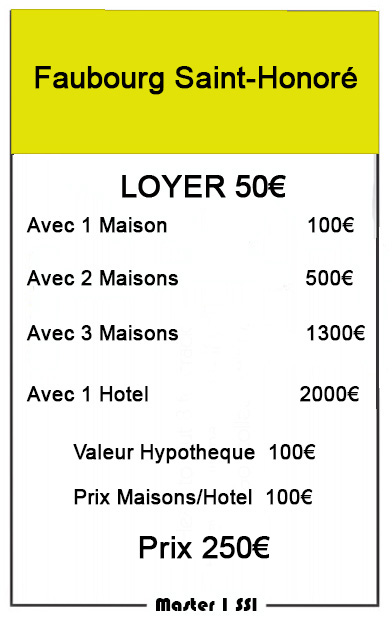 Faubourg Saint-Honoré
LOYER 50€
Avec 1 Maison 100€
Avec 2 Maisons 500€
Avec 3 Maisons 1300€
Avec 1 Hotel 2000€
Valeur Hypotheque 100€
Prix Maisons/Hotel 100€
Prix 250€
Master 1 SSI